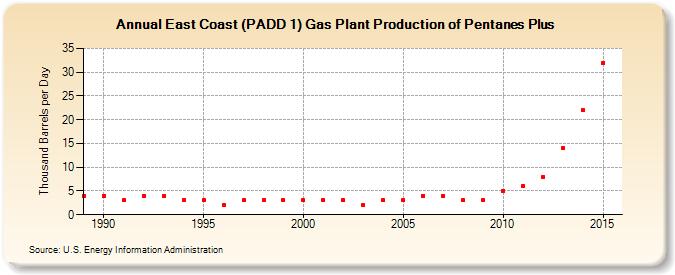 Annual East Coast (PADD 1) Gas Plant Production of Pentanes Plus
Thousand Barrels per Day
35
30
25
20
15
10
5
0
1990 1995 2000 2005 2010 2015
Source: U.S. Energy Information Administration